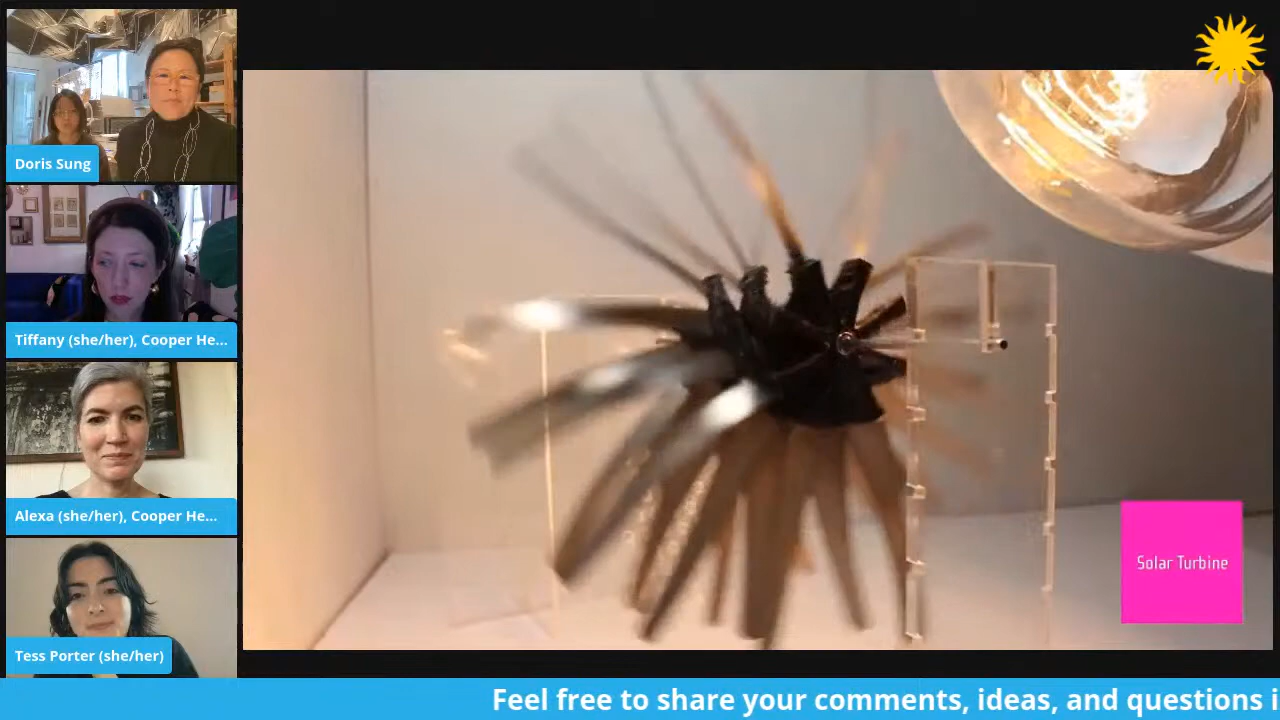 Doris Sung
Tiffany (she/her), Cooper He...
Alexa (she/her), Cooper He...
Tess Porter (she/her)
Solar Turbine
Feel free to share your comments, ideas, and questions i